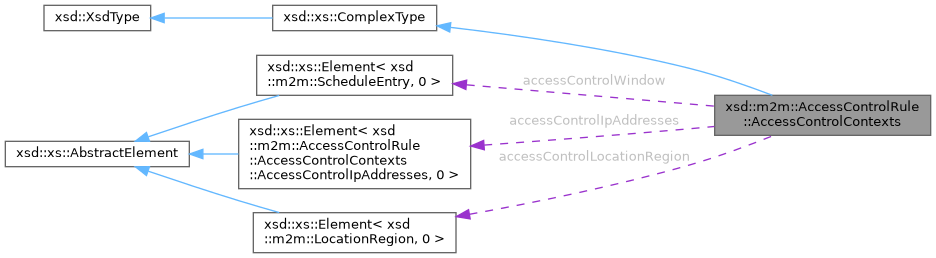 xsd::XsdType
xsd::xs::ComplexType
xsd::xs::Element< xsd
::m2m::ScheduleEntry, 0 >
accessControlWindow
xsd::m2m::AccessControlRule
::AccessControlContexts
accessControlIpAddresses
xsd::xs::Element< xsd
::m2m::AccessControlRule
::AccessControlContexts
::AccessControlIpAddresses, 0 >
xsd::xs::AbstractElement
accessControlLocationRegion
xsd::xs::Element< xsd
::m2m::LocationRegion, 0 >